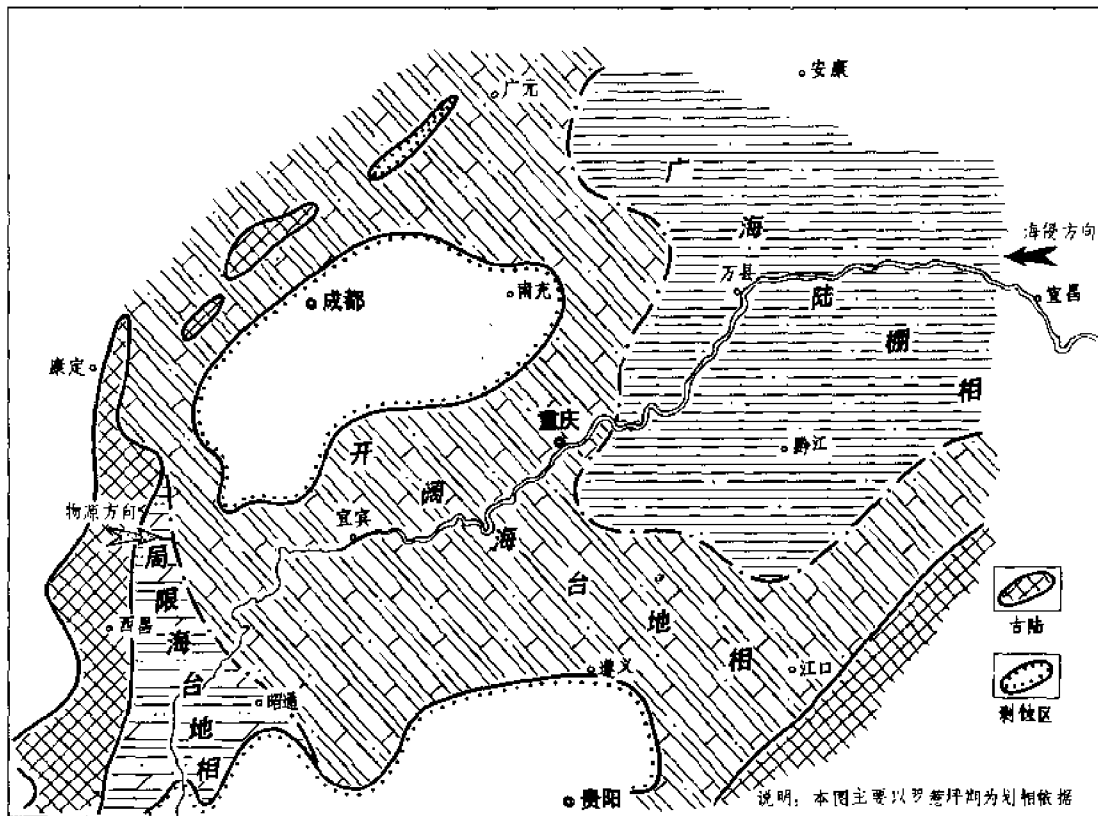 安康
广元
广海陆棚相
海侵方向
万县
宜昌
成都
南充
康定
重庆
黔江
开阔海台地相
物源方向
宜宾
局限海台地相
西昌
古陆
遵义
江口
昭通
剥蚀区
贵阳
说明：本图主要以罗惹坪期为划相依据